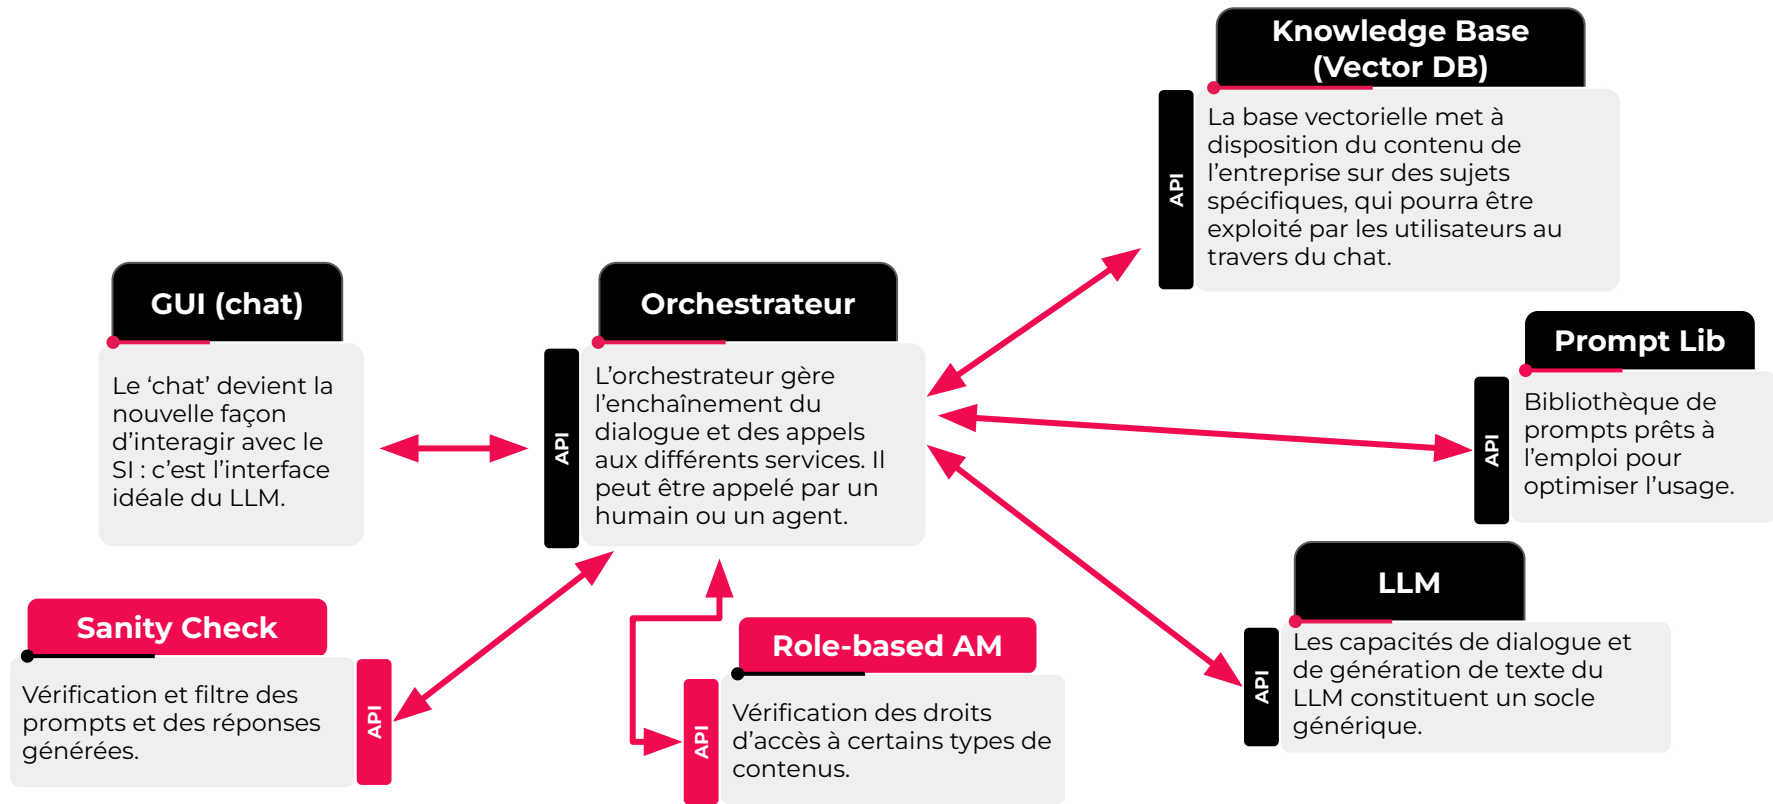 Knowledge Base
(Vector DB)
API
La base vectorielle met à
disposition du contenu de
l’entreprise sur des sujets
spécifiques, qui pourra être
exploité par les utilisateurs au
travers du chat.
GUI (chat)
Le ‘chat’ devient la
nouvelle façon
d’interagir avec le
SI : c’est l’interface
idéale du LLM.
Orchestrateur
API
L’orchestrateur gère
l’enchaînement du
dialogue et des appels
aux différents services. Il
peut être appelé par un
humain ou un agent.
Prompt Lib
API
Bibliothèque de
prompts prêts à
l’emploi pour
optimiser l’usage.
LLM
API
Les capacités de dialogue et
de génération de texte du
LLM constituent un socle
générique.
Sanity Check
Vérification et filtre des
prompts et des réponses
générées.
API
Role-based AM
API
Vérification des droits
d’accès à certains types de
contenus.